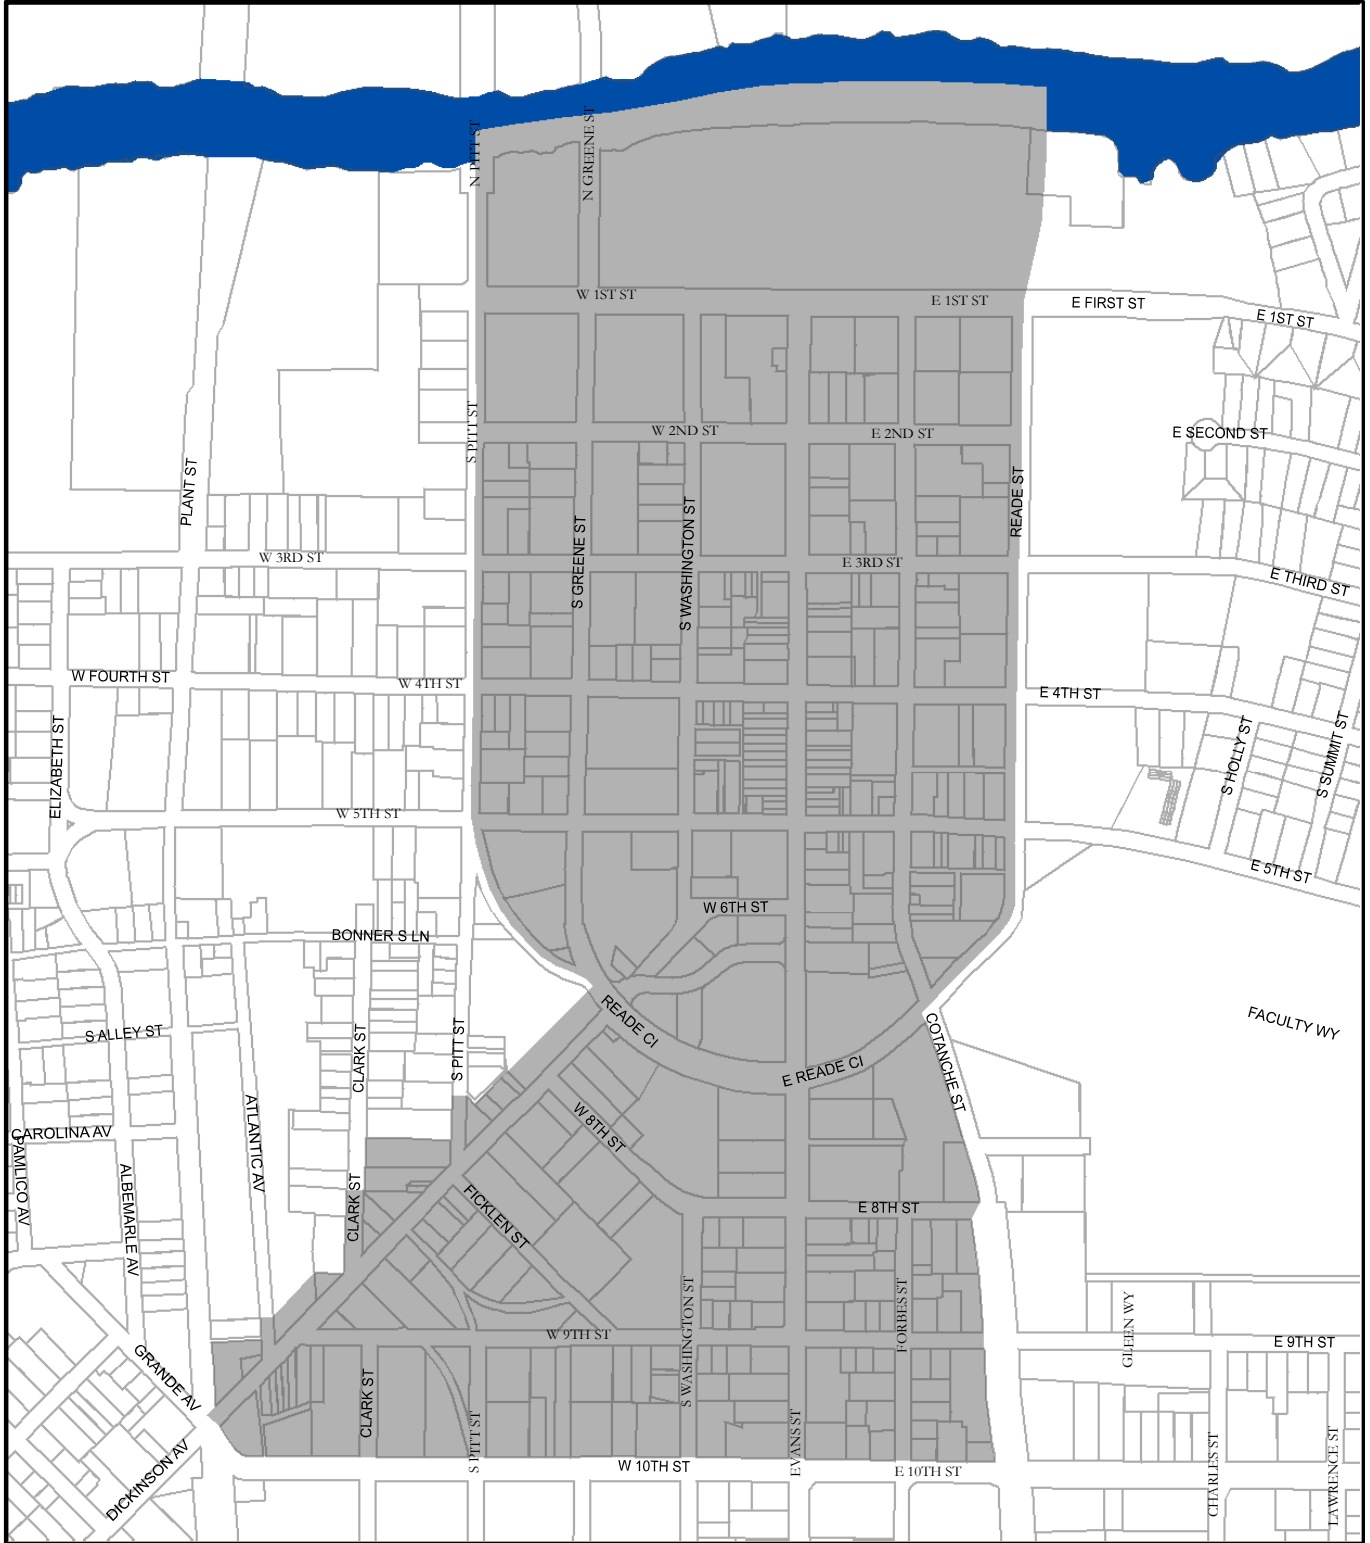 N PITT ST
N GREENE ST
W 1ST ST
E 1ST ST
E FIRST ST
E 1ST ST
S PITT ST
W 2ND ST
E 2ND ST
E SECOND ST
PLANT ST
READE ST
S GREENE ST
S WASHINGTON ST
W 3RD ST
E 3RD ST
E THIRD ST
W FOURTH ST
W 4TH ST
E 4TH ST
ELIZABETH ST
S HOLLY ST
S SUMMIT ST
W 5TH ST
E 5TH ST
W 6TH ST
BONNER S LN
READE CI
FACULTY WY
S ALLEY ST
CLARK ST
S PITT ST
E READE CI
COTANCHE ST
CAROLINA AV
PAMLICO AV
ATLANTIC AV
W 8TH ST
ALBEMARLE AV
CLARK ST
FICKLEN ST
E 8TH ST
S WASHINGTON ST
FORBES ST
GLEEN WY
W 9TH ST
E 9TH ST
GRANDE AV
CLARK ST
S PITT ST
EVANS ST
DICKINSON AV
W 10TH ST
E 10TH ST
CHARLES ST
LAWRENCE ST